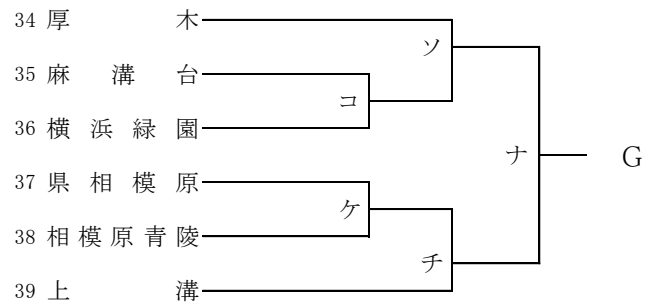 34 厚木
ソ
35 麻溝台
コ
36 横浜緑園
ナ G
37 県相模原
ケ
38 相模原青陵
チ
39 上溝